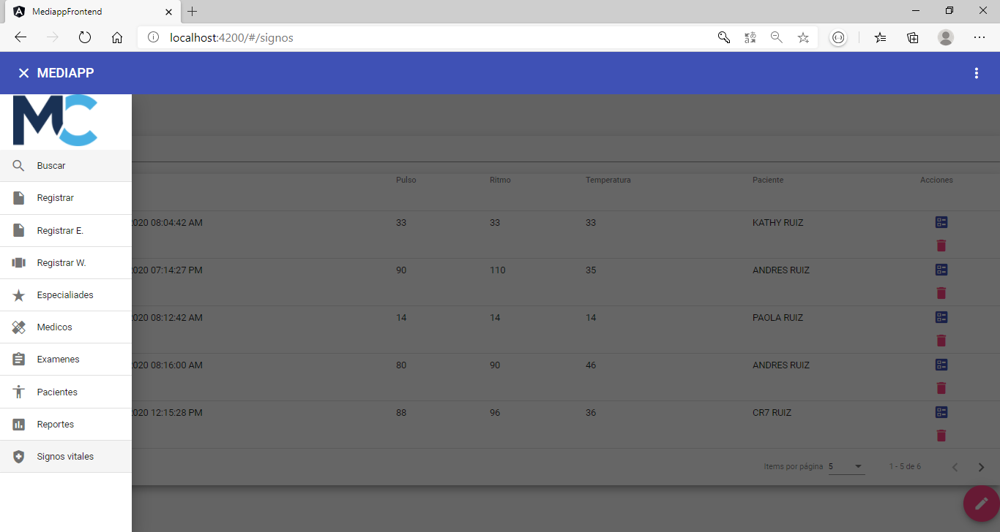 MediappFrontend
localhost:4200/#/signos
MEDIAPP
MC
Buscar
Registrar
Registrar E.
Registrar W.
Especialiades
Medicos
Examenes
Pacientes
Reportes
Signos vitales
Pulso Ritmo Temperatura Paciente Acciones
020 08:04:42 AM 33 33 33 KATHY RUIZ
020 07:14:27 PM 90 110 35 ANDRES RUIZ
020 08:12:42 AM 14 14 14 PAOLA RUIZ
020 08:16:00 AM 80 90 46 ANDRES RUIZ
020 12:15:28 PM 88 96 36 CR7 RUIZ
Items por página 5 1 - 5 de 6